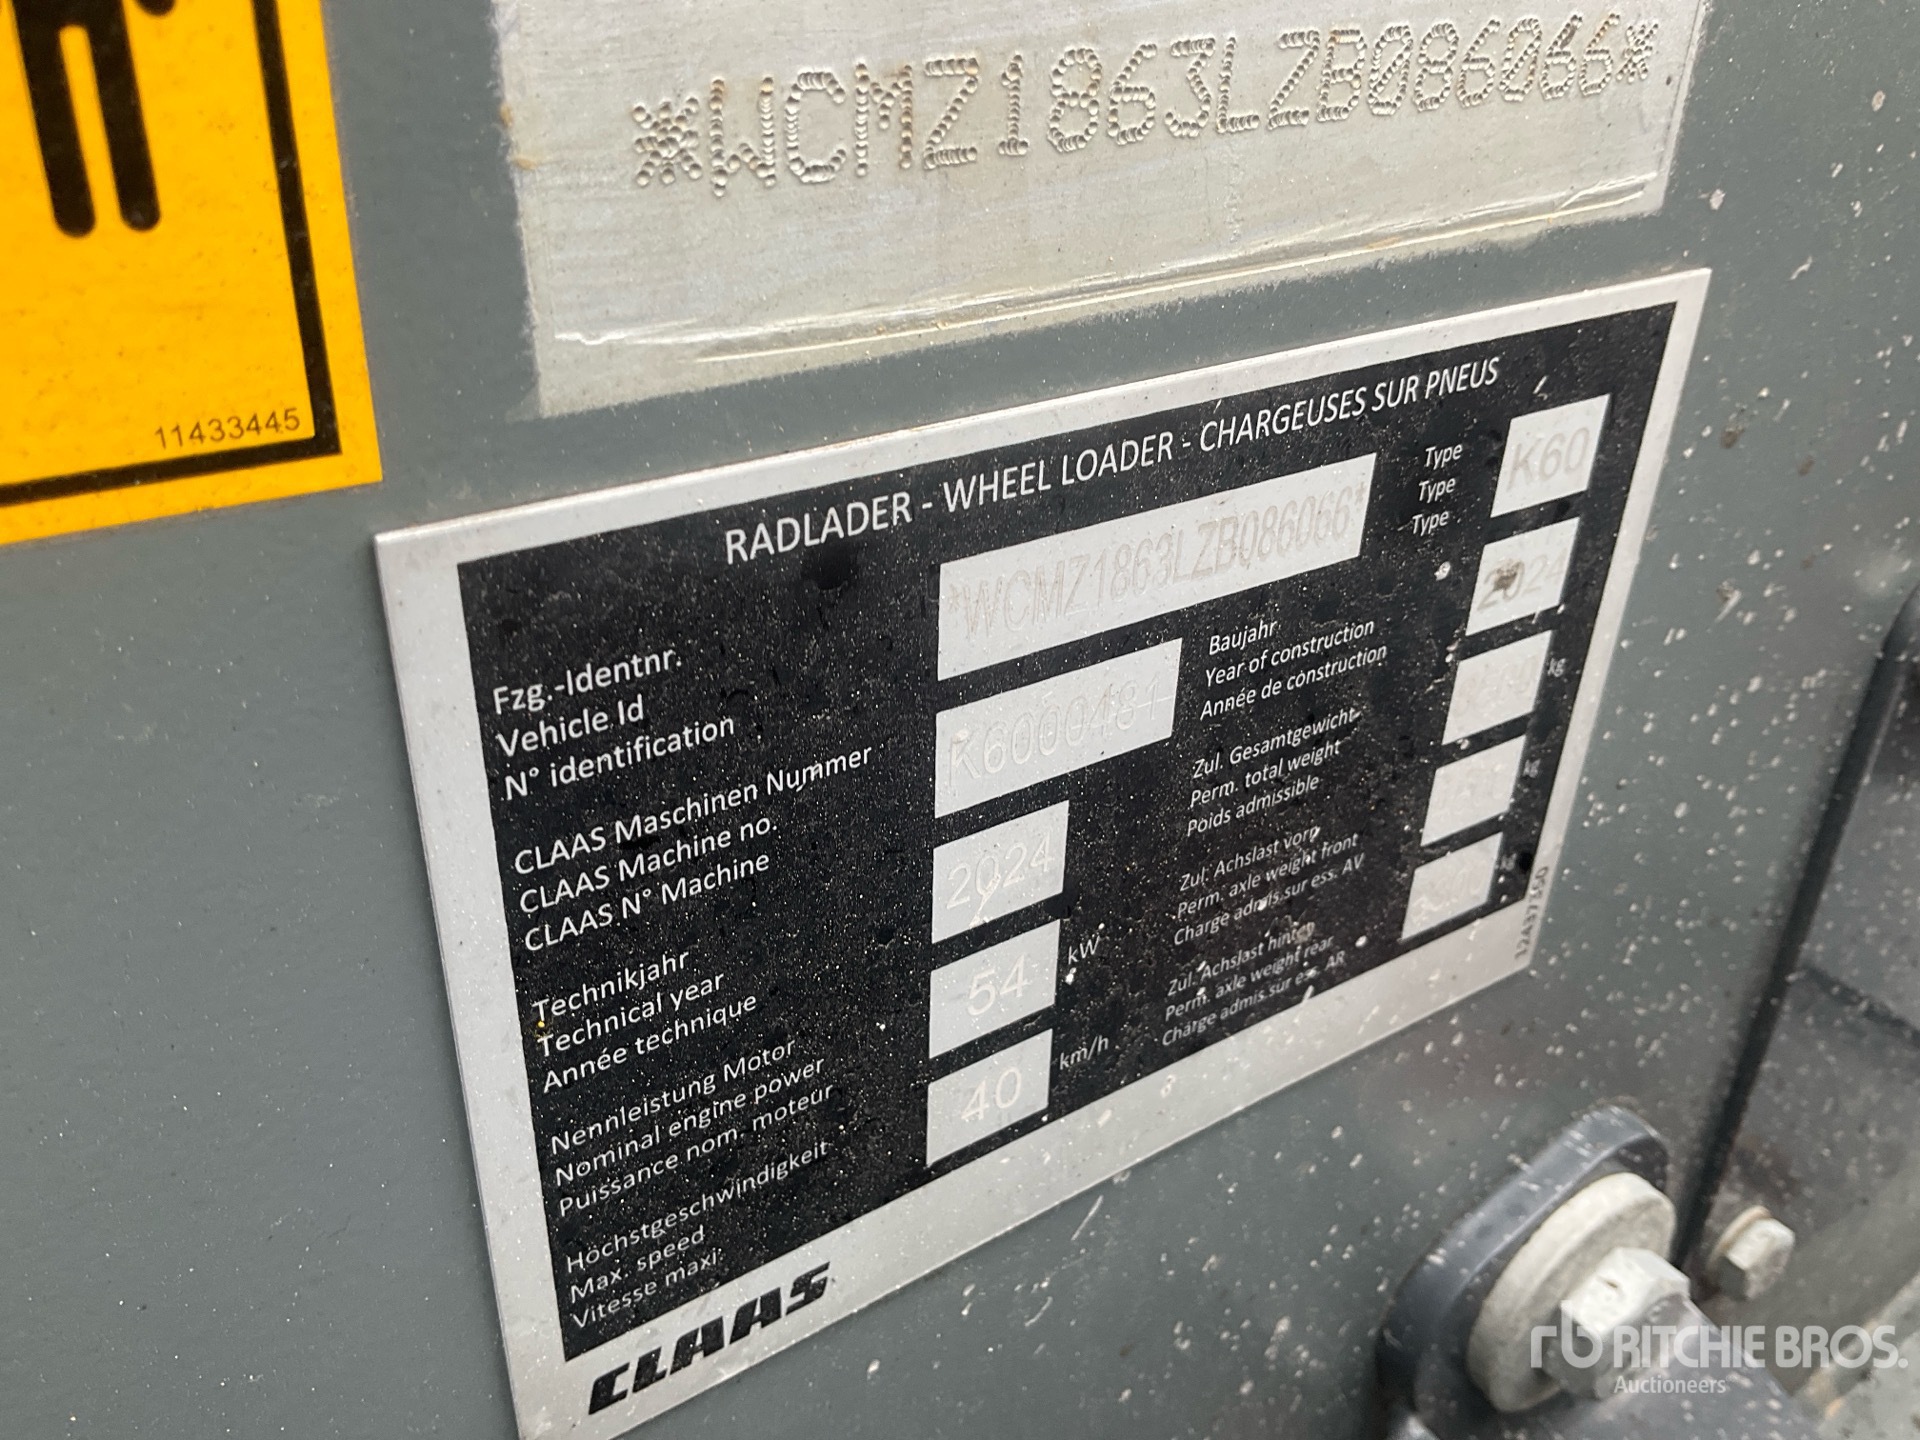 *WCMZ1863LZB086066*
11433445
RADLADER - WHEEL LOADER - CHARGEUSES SUR PNEUS
Fzg.-Identnr.
Vehicle Id
N° identification
*WCMZ1863LZB086066*
Type
Type
Type
K60
CLAAS Maschinen Nummer
CLAAS Machine no.
CLAAS N° Machine
K6000481
Baujahr
Year of construction
Année de construction
2024
Technikjahr
Technical year
Année technique
2024
Zul. Gesamtgewicht
Perm. total weight
Poids admissible
kg
Nennleistung Motor
Nominal engine power
Puissance nom. moteur
54 kW
Zul. Achslast vorn
Perm. axle weight front
Charge admis.sur ess. AV
kg
Höchstgeschwindigkeit
Max. speed
Vitesse maxi.
40 km/h
Zul. Achslast hinten
Perm. axle weight rear
Charge admis.sur ess. AR
kg
12437350
CLAAS
rb RITCHIE BROS.
Auctioneers